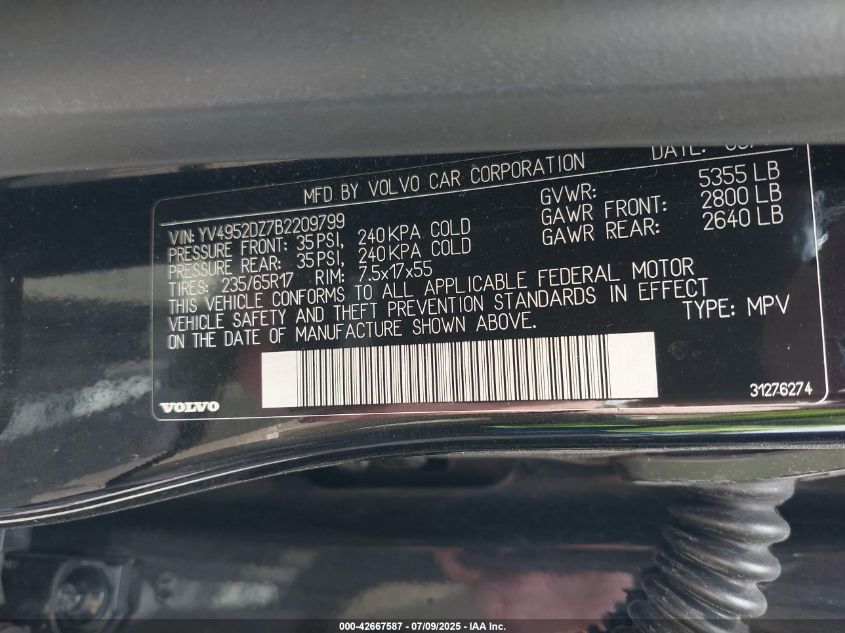 MFD BY VOLVO CAR CORPORATION DATE:
VIN: YV4952DZ7B2209799
PRESSURE FRONT: 35 PSI, 240 KPA COLD
PRESSURE REAR: 35 PSI, 240 KPA COLD
TIRES: 235/65R17 RIM: 7.5x17x55
GVWR: 5355 LB
GAWR FRONT: 2800 LB
GAWR REAR: 2640 LB
THIS VEHICLE CONFORMS TO ALL APPLICABLE FEDERAL MOTOR
VEHICLE SAFETY AND THEFT PREVENTION STANDARDS IN EFFECT
ON THE DATE OF MANUFACTURE SHOWN ABOVE.
TYPE: MPV
VOLVO
31276274
000-42667587 - 07/09/2025 - IAA Inc.